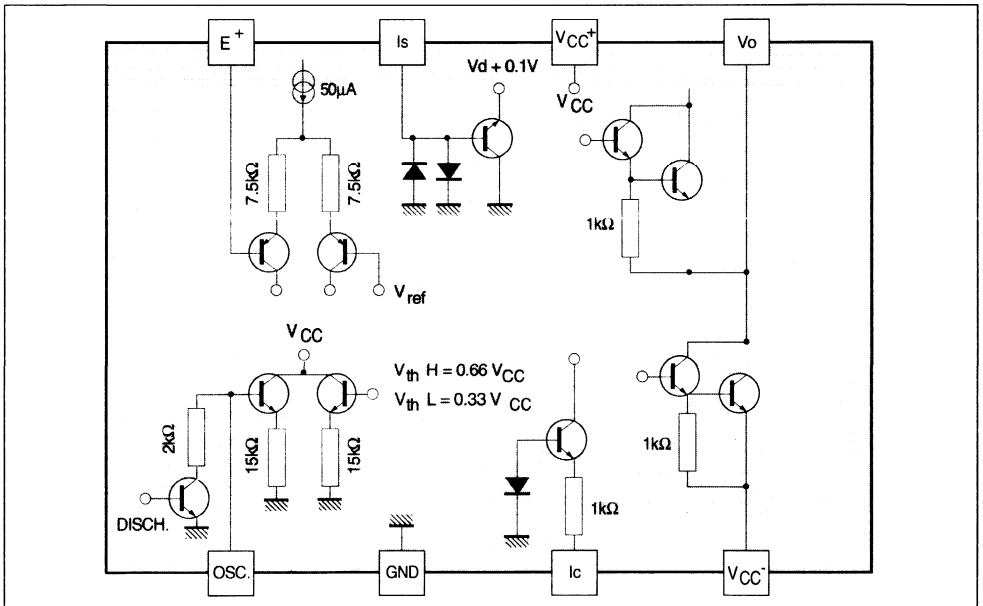 E+
Is
VCC+
Vo
50µA
Vd + 0.1V
VCC
7.5kΩ
7.5kΩ
1kΩ
Vref
VCC
Vth H = 0.66 VCC
Vth L = 0.33 VCC
2kΩ
15kΩ
15kΩ
1kΩ
1kΩ
DISCH.
OSC.
GND
Ic
VCC-